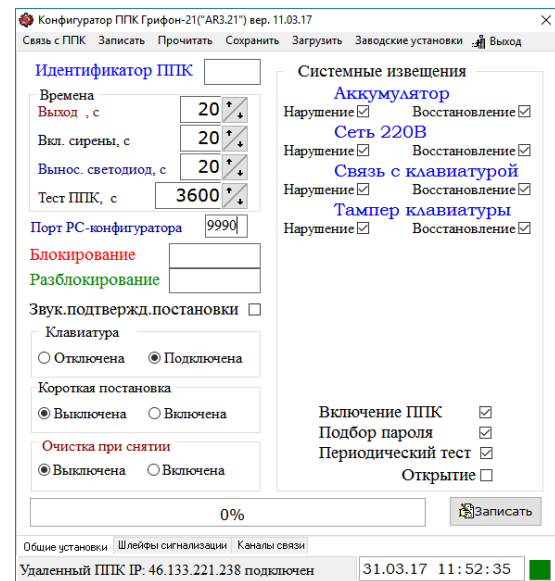 Конфигуратор ППК Грифон-21("AR3.21") вер. 11.03.17
Связь с ППК Записать Прочитать Сохранить Загрузить Заводские установки Выход
Идентификатор ППК
Времена
Выход , с 20
Вкл. сирены, с 20
Вынос. светодиод, с 20
Тест ППК, с 3600
Порт PC-конфигуратора 9990
Блокирование
Разблокирование
Звук.подтвержд.постановки
Клавиатура
Отключена Подключена
Короткая постановка
Выключена Включена
Очистка при снятии
Выключена Включена
Системные извещения
Аккумулятор
Нарушение Восстановление
Сеть 220В
Нарушение Восстановление
Связь с клавиатурой
Нарушение Восстановление
Тампер клавиатуры
Нарушение Восстановление
Включение ППК
Подбор пароля
Периодический тест
Открытие
0%
Записать
Общие установки Шлейфы сигнализации Каналы связи
Удаленный ППК IP: 46.133.221.238 подключен 31.03.17 11:52:35